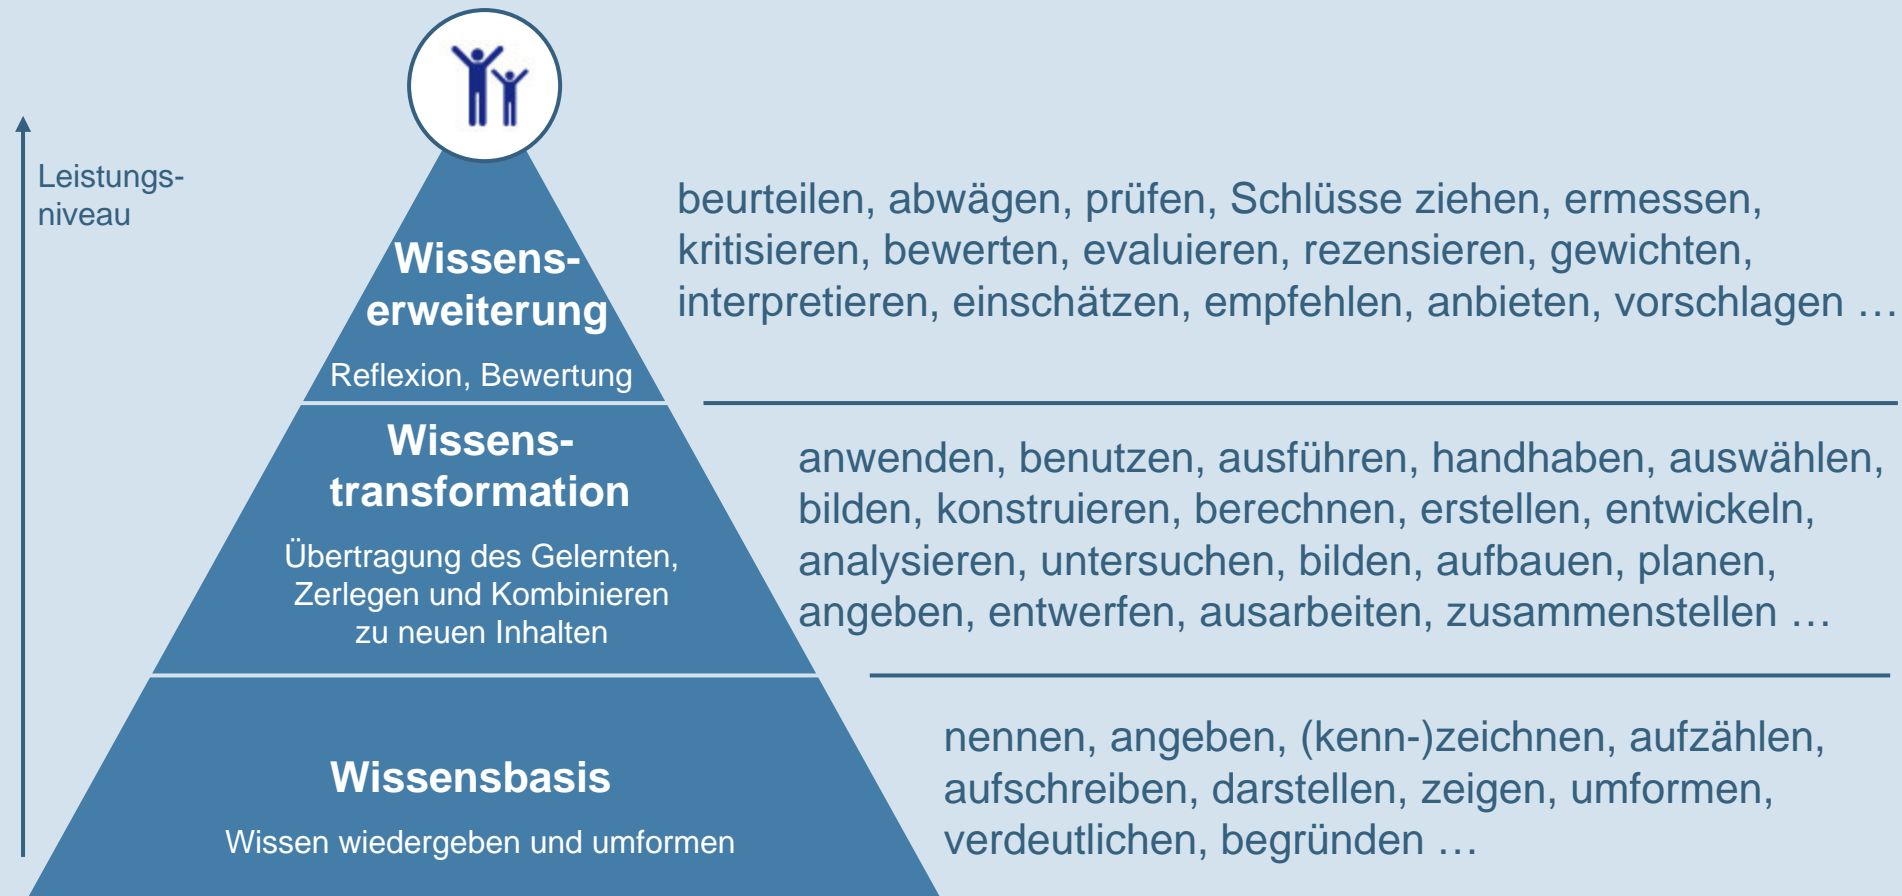 Leistungs-
niveau
Wissens-
erweiterung
Reflexion, Bewertung
beurteilen, abwägen, prüfen, Schlüsse ziehen, ermessen,
kritisieren, bewerten, evaluieren, rezensieren, gewichten,
interpretieren, einschätzen, empfehlen, anbieten, vorschlagen …
Wissens-
transformation
Übertragung des Gelernten,
Zerlegen und Kombinieren
zu neuen Inhalten
anwenden, benutzen, ausführen, handhaben, auswählen,
bilden, konstruieren, berechnen, erstellen, entwickeln,
analysieren, untersuchen, bilden, aufbauen, planen,
angeben, entwerfen, ausarbeiten, zusammenstellen …
Wissensbasis
Wissen wiedergeben und umformen
nennen, angeben, (kenn-)zeichnen, aufzählen,
aufschreiben, darstellen, zeigen, umformen,
verdeutlichen, begründen …